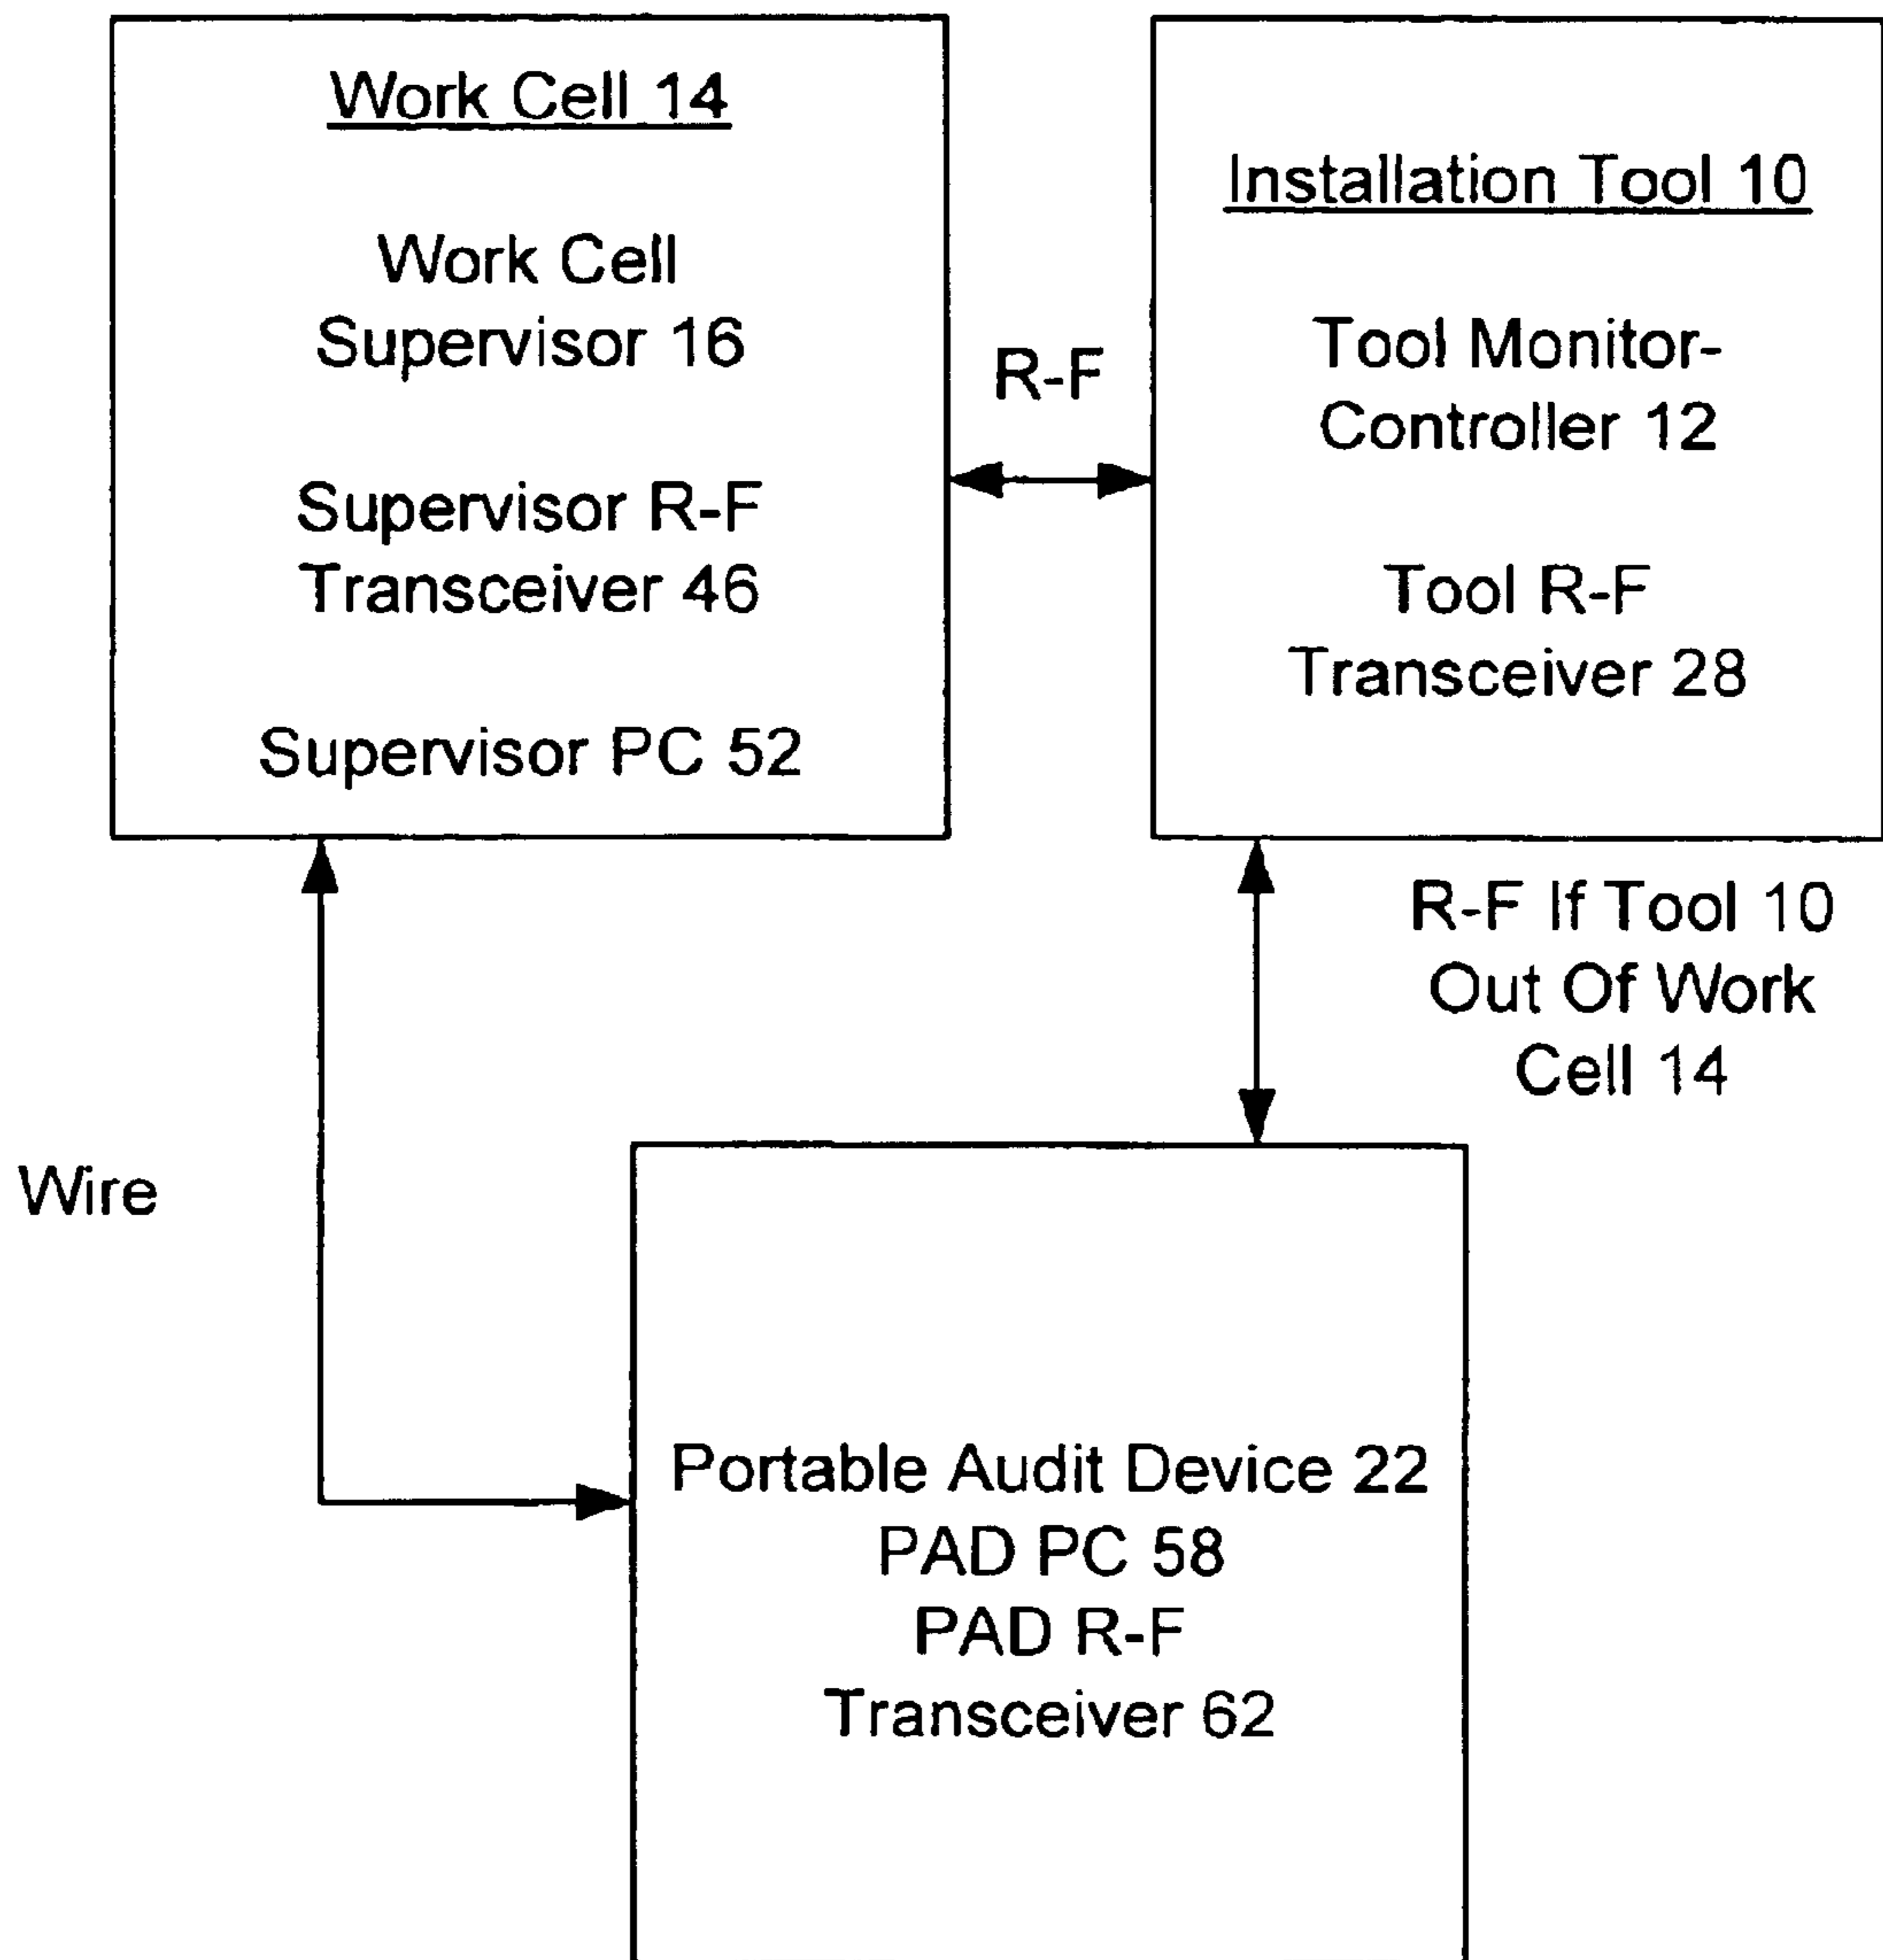 Work Cell 14
Work Cell
Supervisor 16
Supervisor R-F
Transceiver 46
Supervisor PC 52
R-F
Installation Tool 10
Tool Monitor-
Controller 12
Tool R-F
Transceiver 28
R-F If Tool 10
Out Of Work
Cell 14
Wire
Portable Audit Device 22
PAD PC 58
PAD R-F
Transceiver 62